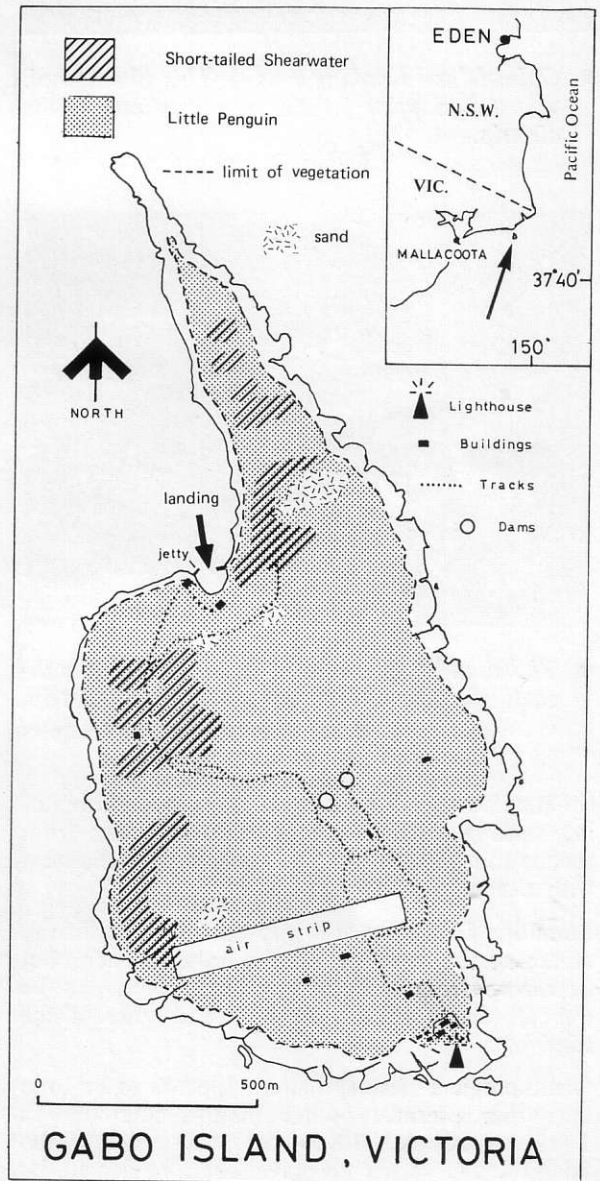 Short-tailed Shearwater
Little Penguin
limit of vegetation
sand
EDEN
N.S.W.
Pacific Ocean
VIC.
MALLACOOTA
37°40'
150°
NORTH
Lighthouse
Buildings
Tracks
Dams
landing
jetty
air strip
0 500m
GABO ISLAND, VICTORIA